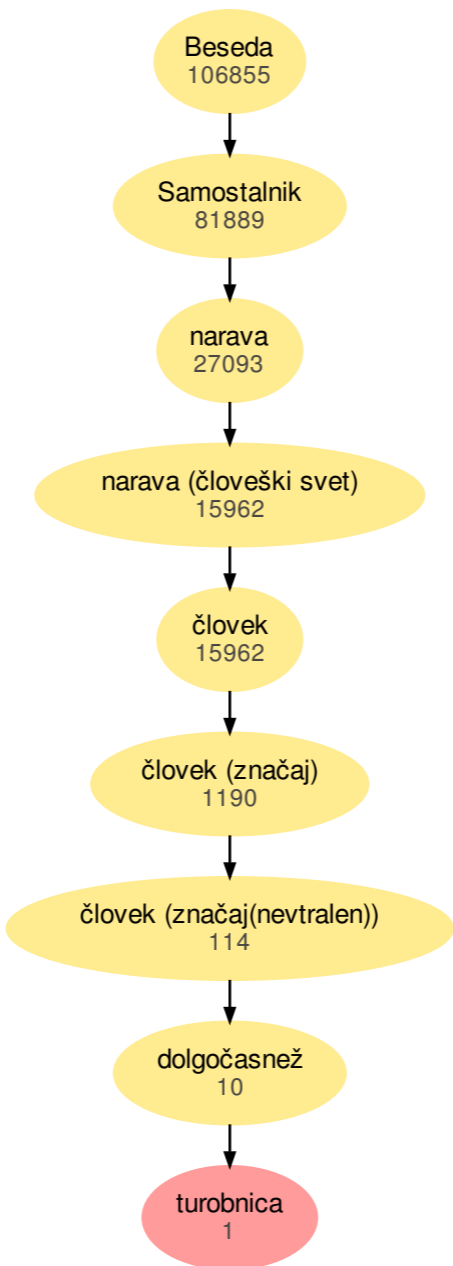 Beseda
106855
Samostalnik
81889
narava
27093
narava (človeški svet)
15962
človek
15962
človek (značaj)
1190
človek (značaj(nevtralen))
114
dolgočasnež
10
turobnica
1